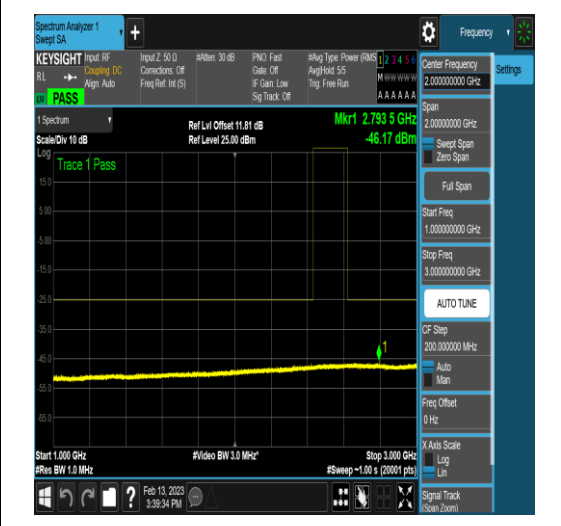 Spectrum Analyzer 1
Swept SA
+
Frequency
KEYSIGHT
RL
PASS
Input: RF
Coupling: DC
Align: Auto
Input Z: 50 Ω
Corrections: Off
Freq Ref: Int (S)
#Atten: 30 dB
PNO: Fast
Gate: Off
IF Gain: Low
Sig Track: Off
#Avg Type: Power (RMS
Avg|Hold: 5/5
Trig: Free Run
1 2 3 4 5 6
M w w w w w
A A A A A A
1 Spectrum
Scale/Div 10 dB
Ref Lvl Offset 11.81 dB
Ref Level 25.00 dBm
Mkr1 2.793 5 GHz
-46.17 dBm
Log
Trace 1 Pass
15.0
5.00
-5.00
-15.0
-25.0
-35.0
-45.0
-55.0
-65.0
1
Start 1.000 GHz
#Res BW 1.0 MHz
#Video BW 3.0 MHz*
Stop 3.000 GHz
#Sweep ~1.00 s (20001 pts)
Feb 13, 2023
3:39:34 PM
?
Center Frequency
2.000000000 GHz
Settings
Span
2.00000000 GHz
Swept Span
Zero Span
Full Span
Start Freq
1.000000000 GHz
Stop Freq
3.000000000 GHz
AUTO TUNE
CF Step
200.000000 MHz
Auto
Man
Freq Offset
0 Hz
X Axis Scale
Log
Lin
Signal Track
(Span Zoom)